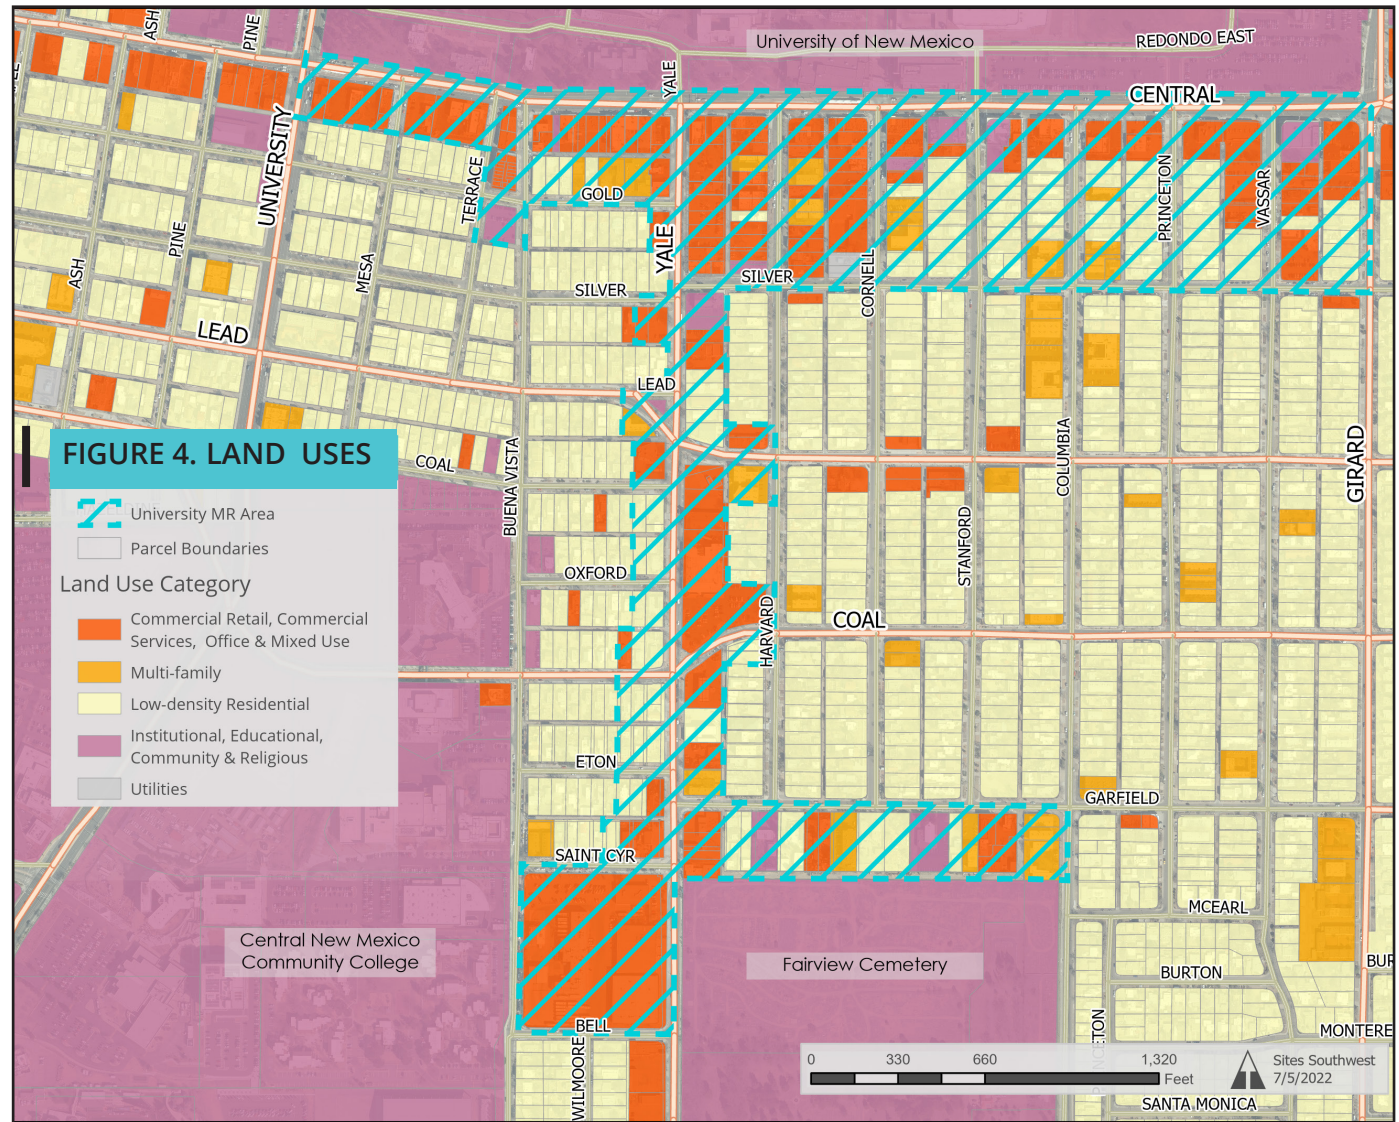 ASH
PINE
University of New Mexico
REDONDO EAST
YALE
CENTRAL
UNIVERSITY
TERRACE
GOLD
PRINCETON
VASSAR
ASH
PINE
MESA
YALE
SILVER
SILVER
CORNELL
LEAD
LEAD
COAL
BUENA VISTA
COLUMBIA
GIRARD
STANFORD
OXFORD
HARVARD
COAL
ETON
GARFIELD
SAINT CYR
MCEARL
BURTON
BUR
BELL
MONTERE
WILMOORE
SANTA MONICA
FIGURE 4. LAND USES
University MR Area
Parcel Boundaries
Land Use Category
Commercial Retail, Commercial
Services, Office & Mixed Use
Multi-family
Low-density Residential
Institutional, Educational,
Community & Religious
Utilities
Central New Mexico
Community College
Fairview Cemetery
0 330 660 1,320
Feet
Sites Southwest
7/5/2022